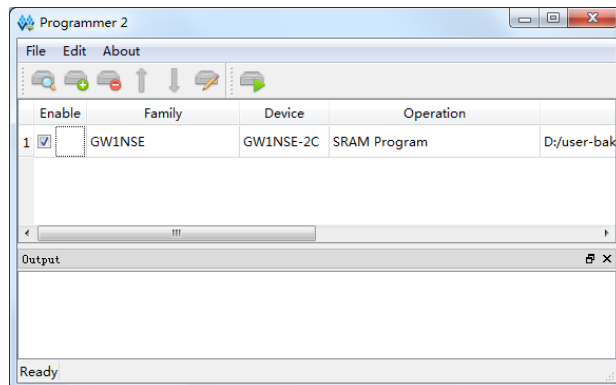 Programmer 2
File Edit About
Enable Family Device Operation
1 GW1NSE GW1NSE-2C SRAM Program D:/user-bak
Output
Ready